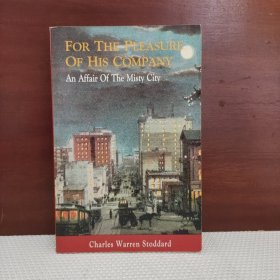 FOR THE PLEASURE
OF HIS COMPANY
An Affair Of The Misty City
Charles Warren Stoddard